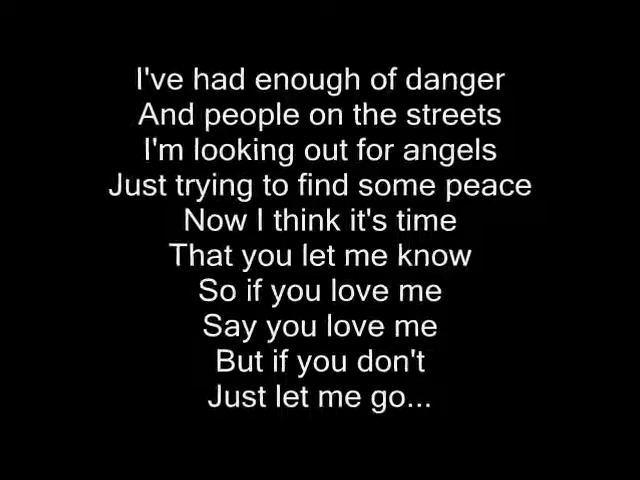 I've had enough of danger
And people on the streets
I'm looking out for angels
Just trying to find some peace
Now I think it's time
That you let me know
So if you love me
Say you love me
But if you don't
Just let me go...